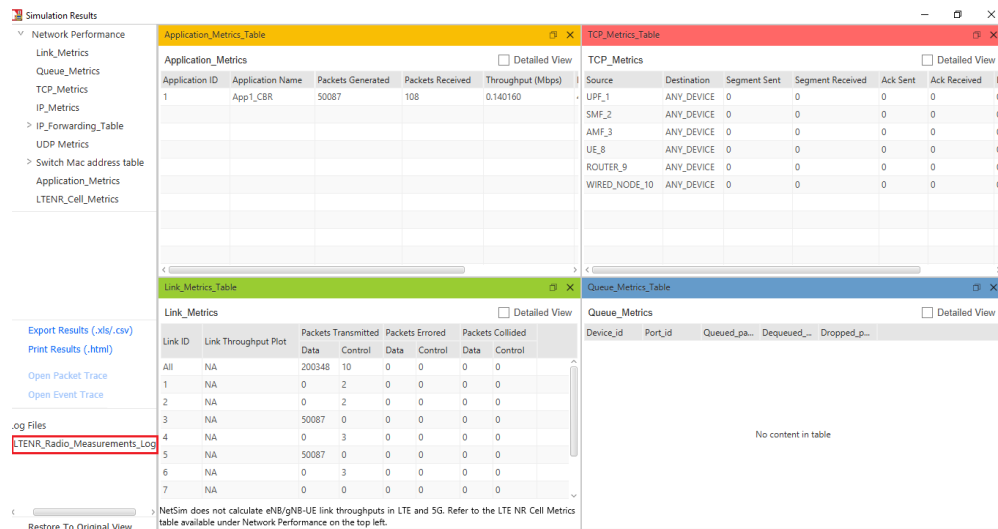 Simulation Results
Network Performance
Link_Metrics
Queue_Metrics
TCP_Metrics
IP_Metrics
IP_Forwarding_Table
UDP Metrics
Switch Mac address table
Application_Metrics
LTENR_Cell_Metrics
Export Results (.xls/.csv)
Print Results (.html)
Open Packet Trace
Open Event Trace
.og Files
LTENR_Radio_Measurements_Log
Restore To Original View
Application_Metrics_Table
Application_Metrics Detailed View
Application ID Application Name Packets Generated Packets Received Throughput (Mbps)
1 App1_CBR 50087 108 0.140160
TCP_Metrics_Table
TCP_Metrics Detailed View
Source Destination Segment Sent Segment Received Ack Sent Ack Received
UPF_1 ANY_DEVICE 0 0 0 0
SMF_2 ANY_DEVICE 0 0 0 0
AMF_3 ANY_DEVICE 0 0 0 0
UE_8 ANY_DEVICE 0 0 0 0
ROUTER_9 ANY_DEVICE 0 0 0 0
WIRED_NODE_10 ANY_DEVICE 0 0 0 0
Link_Metrics_Table
Link_Metrics Detailed View
Link ID Link Throughput Plot Packets Transmitted Packets Errored Packets Collided
Data Control Data Control Data Control
All NA 200348 10 0 0 0 0
1 NA 0 2 0 0 0 0
2 NA 0 2 0 0 0 0
3 NA 50087 0 0 0 0 0
4 NA 0 3 0 0 0 0
5 NA 50087 0 0 0 0 0
6 NA 0 3 0 0 0 0
7 NA 0 0 0 0 0 0
NetSim does not calculate eNB/gNB-UE link throughputs in LTE and 5G. Refer to the LTE NR Cell Metrics
table available under Network Performance on the top left.
Queue_Metrics_Table
Queue_Metrics Detailed View
Device_id Port_id Queued_pa... Dequeued_... Dropped_p...
No content in table